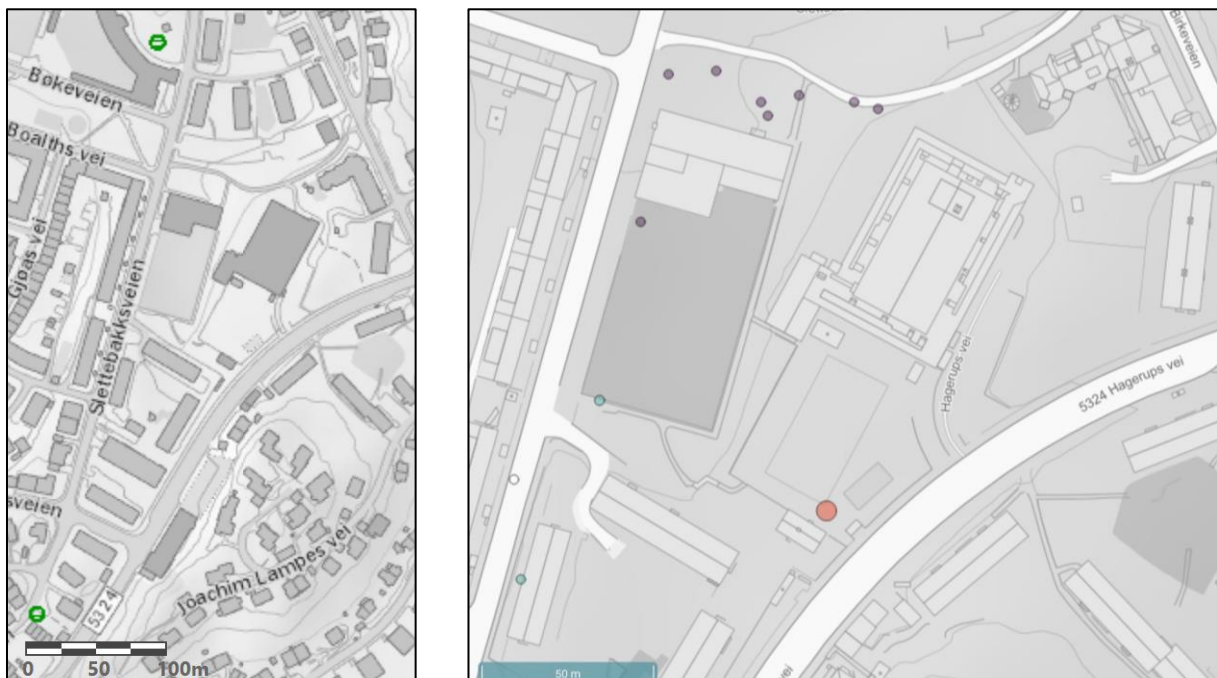 Bøkeveien
Boalths vei
Gjøas vei
Slettebakksveien
sveien
Joachim Lampes vei
5324
0 50 100m
Birkeveien
Hagerups vei
5324 Hagerups vei
vei
50 m